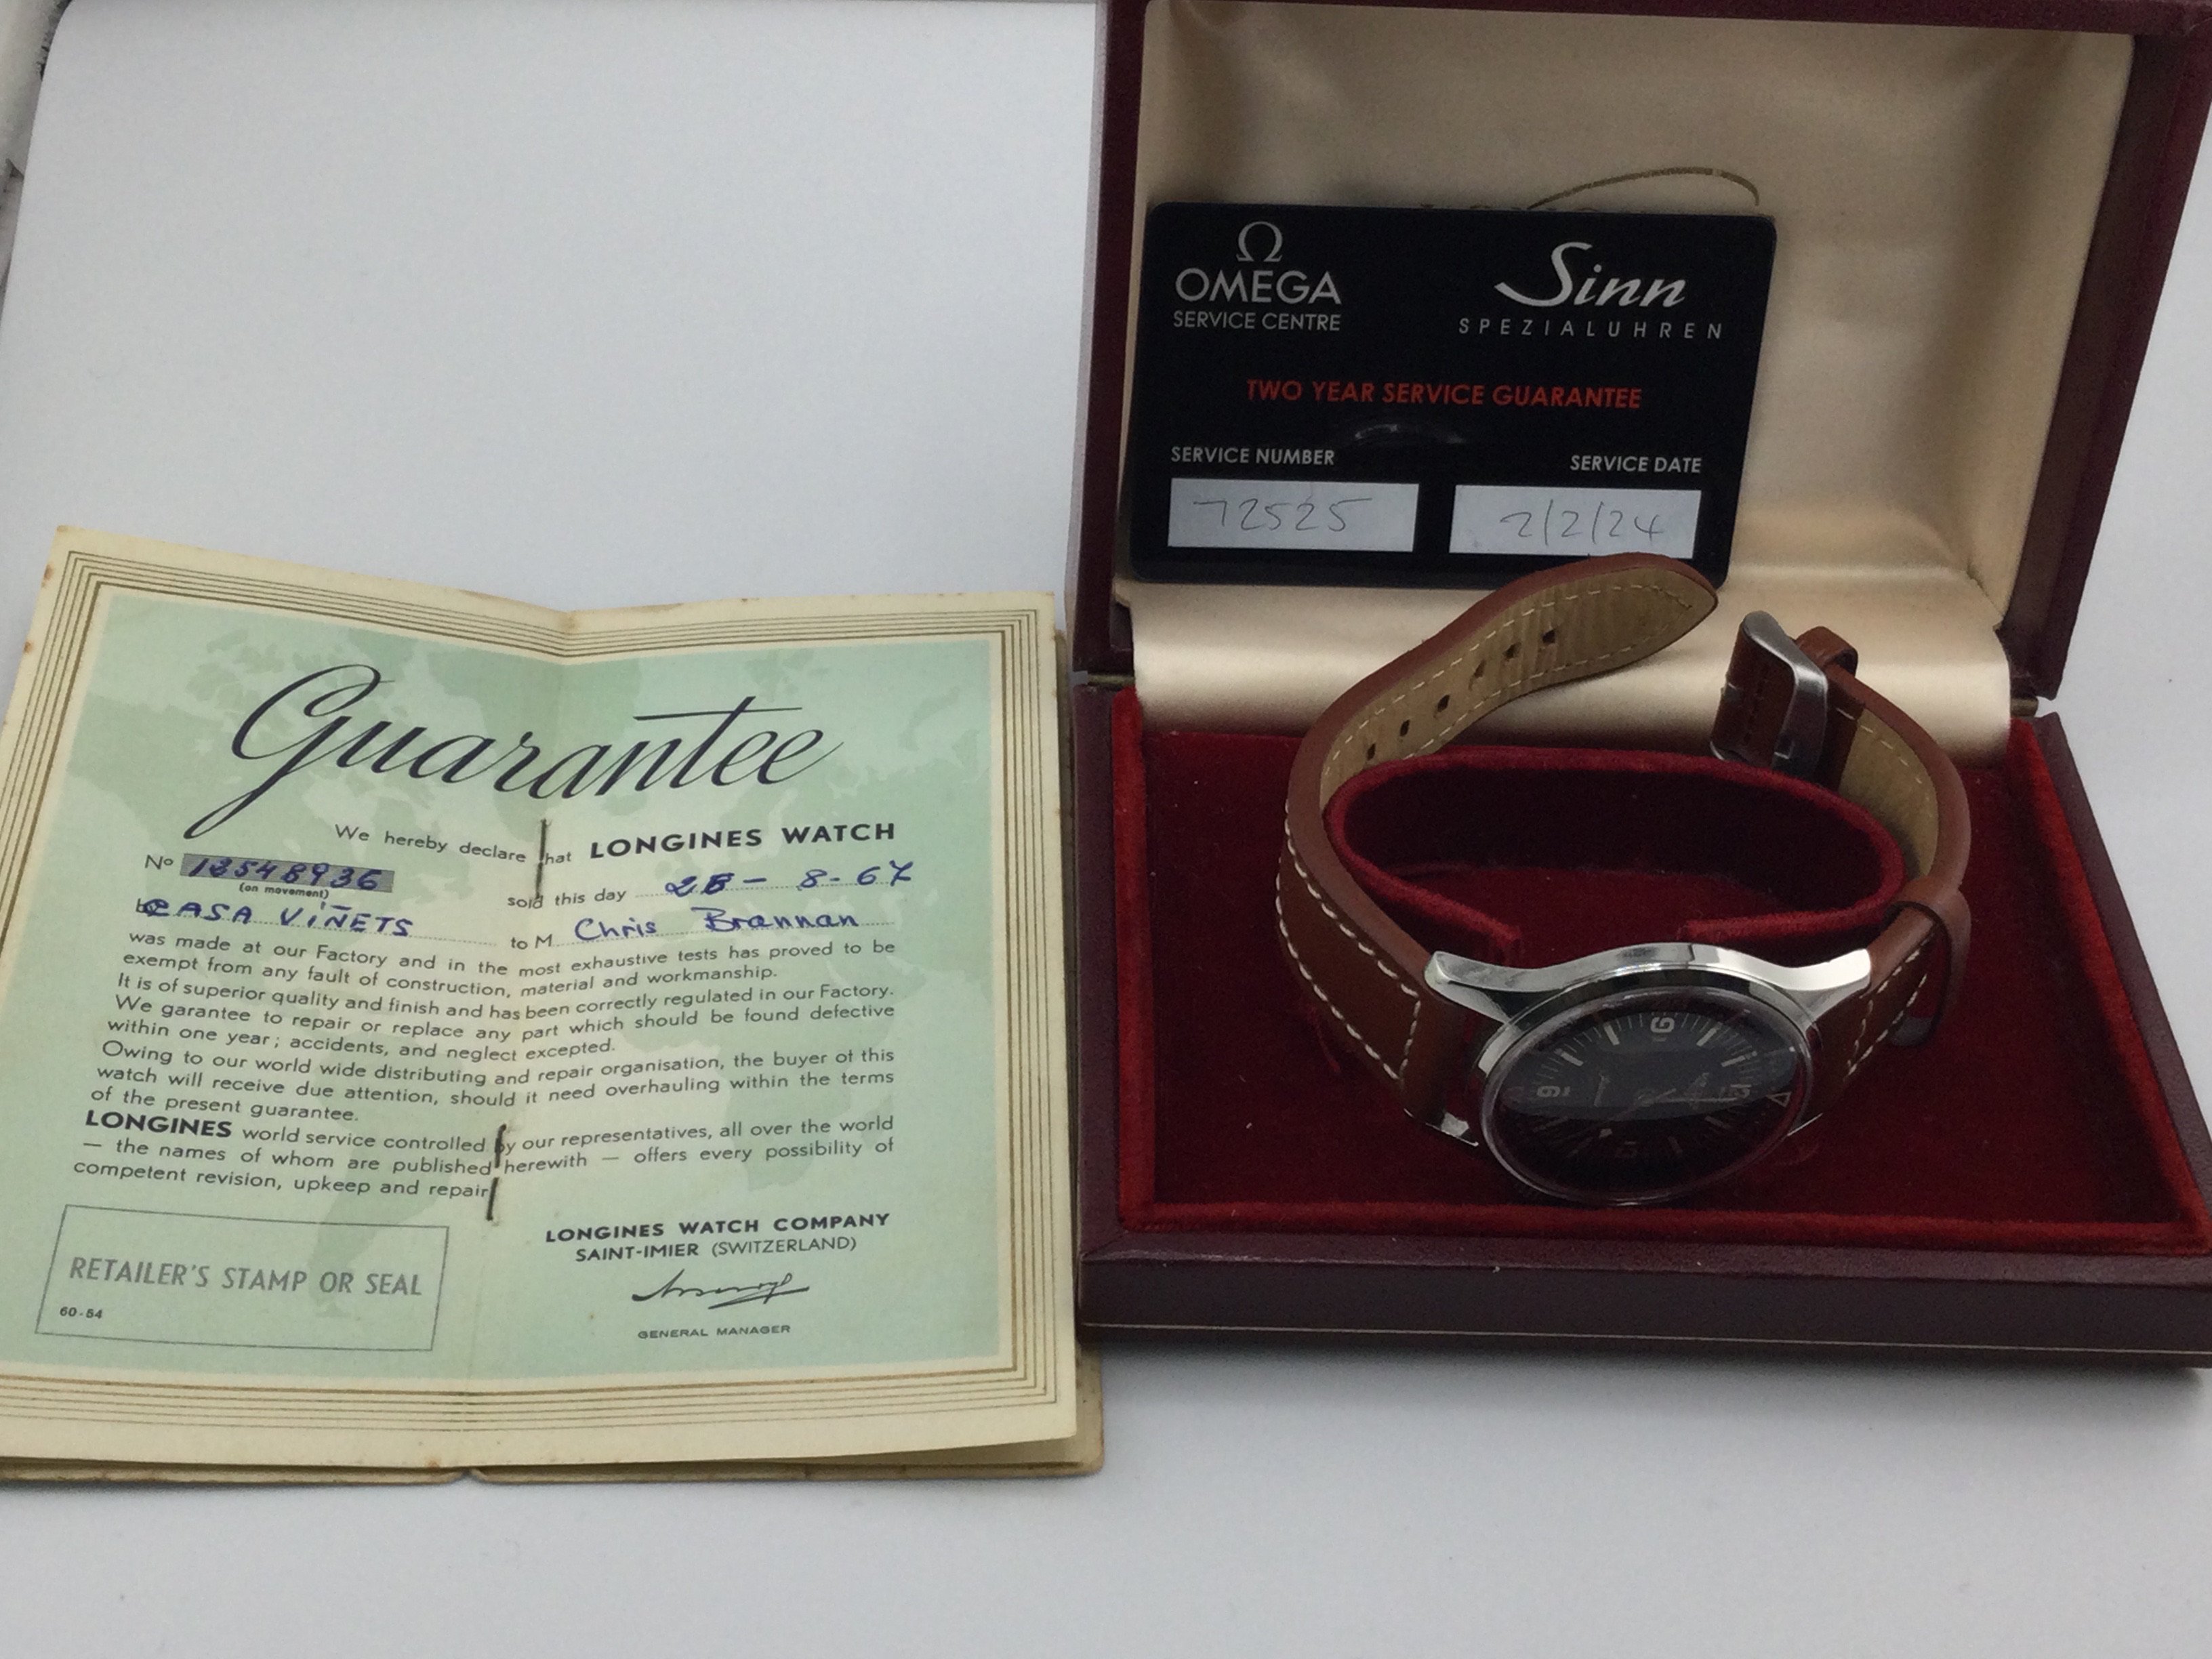 Guarantee
We hereby declare that LONGINES WATCH
No 13548936 sold this day 28 - 8 - 67
(on movement)
by CASA VIÑETS to M Chris Brannan
was made at our Factory and in the most exhaustive tests has proved to be
exempt from any fault of construction, material and workmanship.
It is of superior quality and finish and has been correctly regulated in our Factory.
We garantee to repair or replace any part which should be found defective
within one year; accidents, and neglect excepted.
Owing to our world wide distributing and repair organisation, the buyer of this
watch will receive due attention, should it need overhauling within the terms
of the present guarantee.
LONGINES world service controlled by our representatives, all over the world
— the names of whom are published herewith — offers every possibility of
competent revision, upkeep and repair
LONGINES WATCH COMPANY
SAINT-IMIER (SWITZERLAND)
GENERAL MANAGER
RETAILER'S STAMP OR SEAL
60-54
Ω
OMEGA
SERVICE CENTRE
Sinn
SPEZIALUHREN
TWO YEAR SERVICE GUARANTEE
SERVICE NUMBER SERVICE DATE
72525 2/2/24
9
6
12